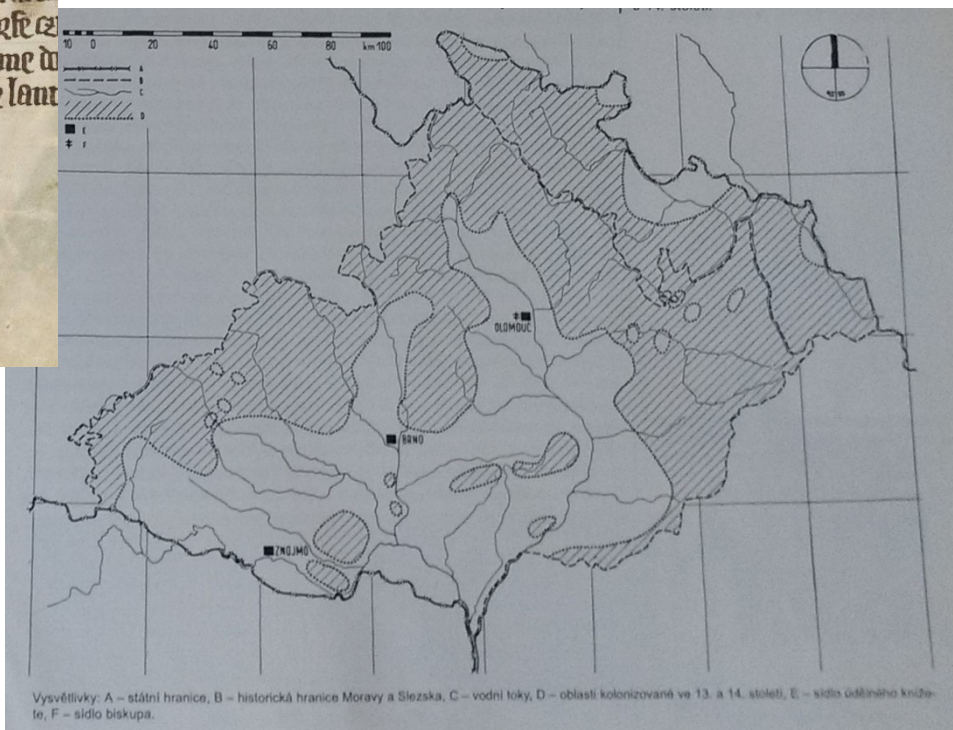 10 0 20 40 60 80 km 100
A
B
C
D
E
F
OLOMOUC
BRNO
ZNOJMO
Vysvětlivky: A – státní hranice, B – historická hranice Moravy a Slezska, C – vodní toky, D – oblasti kolonizované ve 13. a 14. století, E – sídlo údělného kníže-
te, F – sídlo biskupa.